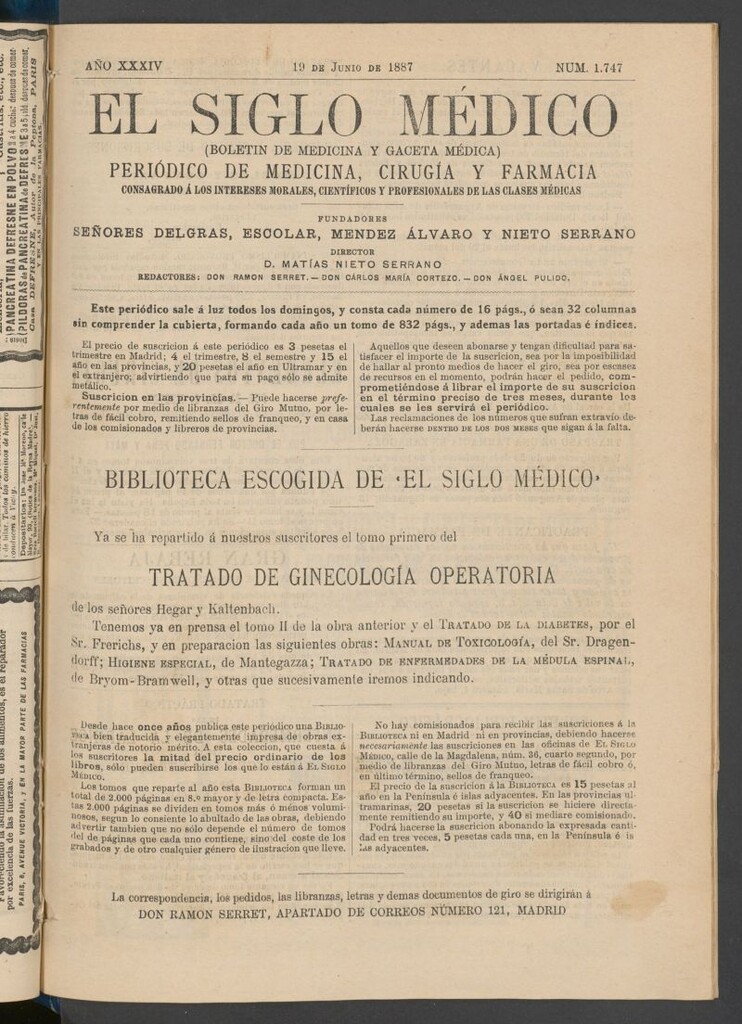 AÑO XXXIV 19 DE JUNIO DE 1887 NUM. 1.747
EL SIGLO MÉDICO
(BOLETIN DE MEDICINA Y GACETA MÉDICA)
PERIÓDICO DE MEDICINA, CIRUGÍA Y FARMACIA
CONSAGRADO Á LOS INTERESES MORALES, CIENTÍFICOS Y PROFESIONALES DE LAS CLASES MÉDICAS
FUNDADORES
SEÑORES DELGRAS, ESCOLAR, MENDEZ ÁLVARO Y NIETO SERRANO
DIRECTOR
D. MATÍAS NIETO SERRANO
REDACTORES: DON RAMON SERRET. — DON CÁRLOS MARÍA CORTEZO. — DON ÁNGEL PULIDO.
Este periódico sale á luz todos los domingos, y consta cada número de 16 págs., ó sean 32 columnas
sin comprender la cubierta, formando cada año un tomo de 832 págs., y ademas las portadas é índices.
El precio de suscricion á este periódico es 3 pesetas el
trimestre en Madrid; 4 el trimestre, 8 el semestre y 15 el
año en las provincias, y 20 pesetas el año en Ultramar y en
el extranjero; advirtiendo que para su pago sólo se admite
metálico.
Suscricion en las provincias. — Puede hacerse prefe-
rentemente por medio de libranzas del Giro Mutuo, por le-
tras de fácil cobro, remitiendo sellos de franqueo, y en casa
de los comisionados y libreros de provincias.
Aquellos que deseen abonarse y tengan dificultad para sa-
tisfacer el importe de la suscricion, sea por la imposibilidad
de hallar al pronto medios de hacer el giro, sea por escasez
de recursos en el momento, podrán hacer el pedido, com-
prometiéndose á librar el importe de su suscricion
en el término preciso de tres meses, durante los
cuales se les servirá el periódico.
Las reclamaciones de los números que sufran extravío de-
berán hacerse DENTRO DE LOS DOS MESES que sigan á la falta.
BIBLIOTECA ESCOGIDA DE «EL SIGLO MÉDICO»
Ya se ha repartido á nuestros suscritores el tomo primero del
TRATADO DE GINECOLOGÍA OPERATORIA
de los señores Hegar y Kaltenbach.
Tenemos ya en prensa el tomo II de la obra anterior y el TRATADO DE LA DIABETES, por el
Sr. Frerichs, y en preparacion las siguientes obras: MANUAL DE TOXICOLOGÍA, del Sr. Dragen-
dorff; HIGIENE ESPECIAL, de Mantegazza; TRATADO DE ENFERMEDADES DE LA MÉDULA ESPINAL,
de Bryom-Bramwell, y otras que sucesivamente iremos indicando.
Desde hace once años publica este periódico una BIBLIO-
TECA bien traducida y elegantemente impresa de obras ex-
tranjeras de notorio mérito. A esta coleccion, que cuesta á
los suscritores la mitad del precio ordinario de los
libros, sólo pueden suscribirse los que lo están á EL SIGLO
MÉDICO.
Los tomos que reparte al año esta BIBLIOTECA forman un
total de 2.000 páginas en 8.º mayor y de letra compacta. Es-
tas 2.000 páginas se dividen en tomos más ó ménos volumi-
nosos, segun lo consiente lo abultado de las obras, debiendo
advertir tambien que no sólo depende el número de tomos
del de páginas que cada uno contiene, sino del coste de los
grabados y de otro cualquier género de ilustracion que lleve.
No hay comisionados para recibir las suscriciones á la
BIBLIOTECA ni en Madrid ni en provincias, debiendo hacerse
necesariamente las suscriciones en las oficinas de EL SIGLO
MÉDICO, calle de la Magdalena, núm. 36, cuarto segundo, por
medio de libranzas del Giro Mutuo, letras de fácil cobro ó,
en último término, sellos de franqueo.
El precio de la suscricion á la BIBLIOTECA es 15 pesetas al
año en la Península é islas adyacentes. En las provincias ul-
tramarinas, 20 pesetas si la suscricion se hiciere directa-
mente remitiendo su importe, y 40 si mediare comisionado.
Podrá hacerse la suscricion abonando la expresada canti-
dad en tres veces, 5 pesetas cada una, en la Península é is-
las adyacentes.
La correspondencia, los pedidos, las libranzas, letras y demas documentos de giro se dirigirán á
DON RAMON SERRET, APARTADO DE CORREOS NÚMERO 121, MADRID
PANCREATINA DEFRESNE EN POLVO
PILDORAS de PANCREATINA de DEFRESNE
Casa DEFRESNE, Autor de la Peptona, PARIS
Y EN LAS PRINCIPALES FARMACIAS.
por excelencia de las fuerzas.
PARIS, 6, AVENUE VICTORIA, Y EN LA MAYOR PARTE DE LAS FARMACIAS